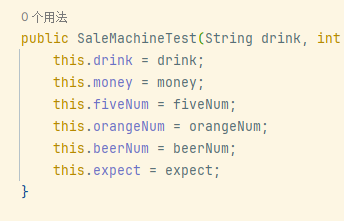 0 个用法
public SaleMachineTest(String drink, int
this.drink = drink;
this.money = money;
this.fiveNum = fiveNum;
this.orangeNum = orangeNum;
this.beerNum = beerNum;
this.expect = expect;
}